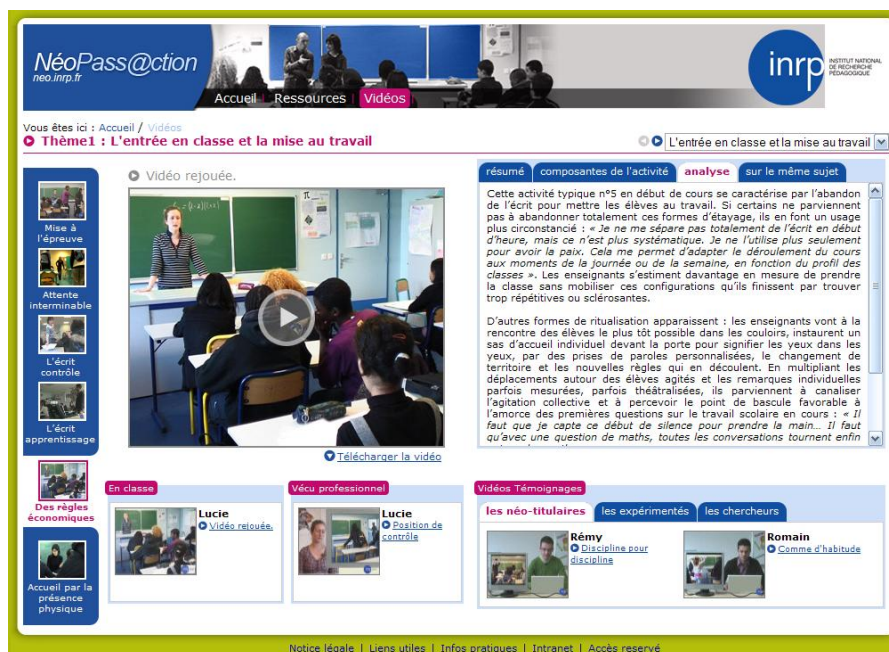 NéoPass@ction
neo.inrp.fr
inrp
INSTITUT NATIONAL
DE RECHERCHE
PÉDAGOGIQUE
Accueil | Ressources | Vidéos
Vous êtes ici : Accueil / Vidéos
Thème1 : L'entrée en classe et la mise au travail
L'entrée en classe et la mise au travail
Mise à
l'épreuve
Attente
interminable
L'écrit
contrôle
L'écrit
apprentissage
Des règles
économiques
Accueil par la
présence
physique
Vidéo rejouée.
Télécharger la vidéo
résumé
composantes de l'activité
analyse
sur le même sujet
Cette activité typique n°5 en début de cours se caractérise par l'abandon
de l'écrit pour mettre les élèves au travail. Si certains ne parviennent
pas à abandonner totalement ces formes d'étayage, ils en font un usage
plus circonstancié : « Je ne me sépare pas totalement de l'écrit en début
d'heure, mais ce n'est plus systématique. Je ne l'utilise plus seulement
pour avoir la paix. Cela me permet d'adapter le déroulement du cours
aux moments de la journée ou de la semaine, en fonction du profil des
classes ». Les enseignants s'estiment davantage en mesure de prendre
la classe sans mobiliser ces configurations qu'ils finissent par trouver
trop répétitives ou sclérosantes.
D'autres formes de ritualisation apparaissent : les enseignants vont à la
rencontre des élèves le plus tôt possible dans les couloirs, instaurent un
sas d'accueil individuel devant la porte pour signifier les yeux dans les
yeux, par des prises de paroles personnalisées, le changement de
territoire et les nouvelles règles qui en découlent. En multipliant les
déplacements autour des élèves agités et les remarques individuelles
parfois mesurées, parfois théâtralisées, ils parviennent à canaliser
l'agitation collective et à percevoir le point de bascule favorable à
l'amorce des premières questions sur le travail scolaire en cours : « Il
faut que je capte ce début de silence pour prendre la main... Il faut
qu'avec une question de maths, toutes les conversations tournent enfin
En classe
Lucie
Vidéo rejouée.
Vécu professionnel
Lucie
Position de
contrôle
Vidéos Témoignages
les néo-titulaires
les expérimentés
les chercheurs
Rémy
Discipline pour
discipline
Romain
Comme d'habitude
Notice légale | Liens utiles | Infos pratiques | Intranet | Accès reservé